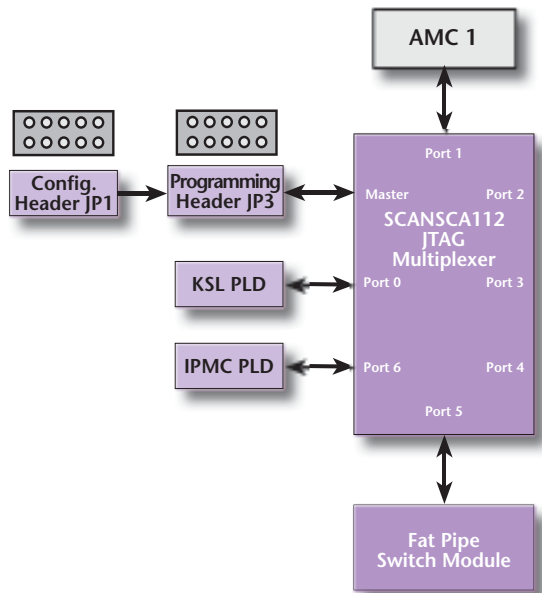 AMC 1
Port 1
Config.
Header JP1
Programming
Header JP3
Master
Port 2
SCANSCA112
JTAG
Multiplexer
KSL PLD
Port 0
Port 3
IPMC PLD
Port 6
Port 4
Port 5
Fat Pipe
Switch Module